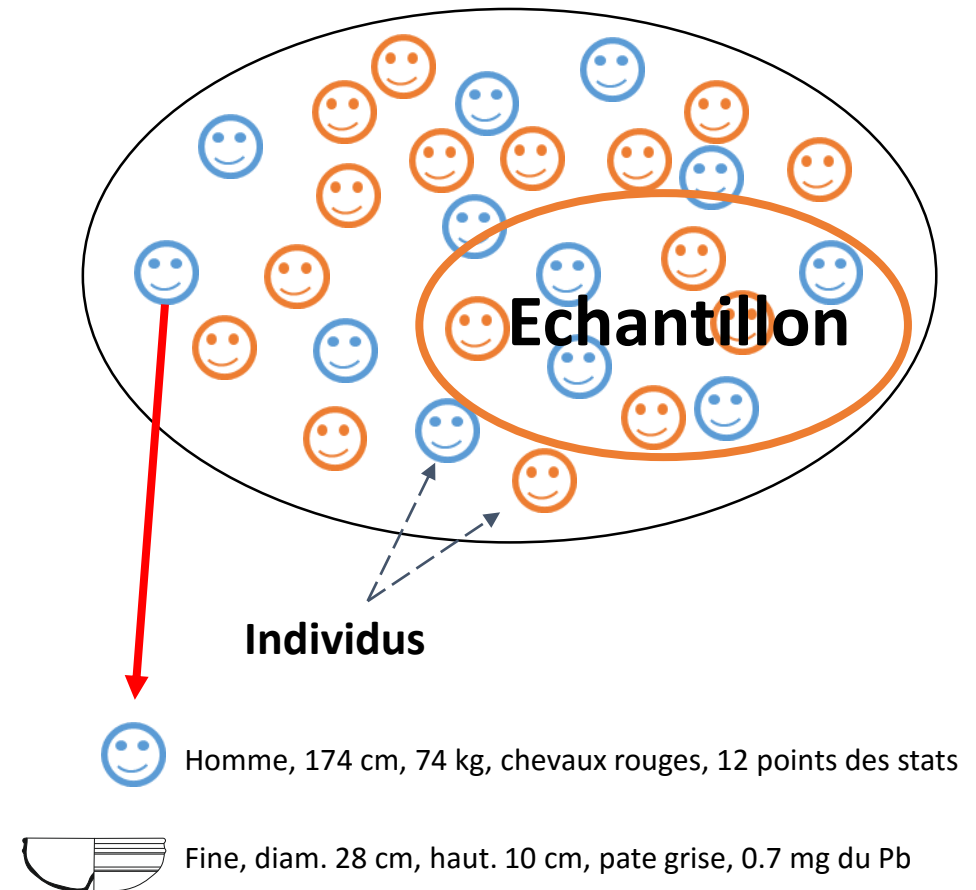 Echantillon
Individus
Homme, 174 cm, 74 kg, chevaux rouges, 12 points des stats
Fine, diam. 28 cm, haut. 10 cm, pate grise, 0.7 mg du Pb